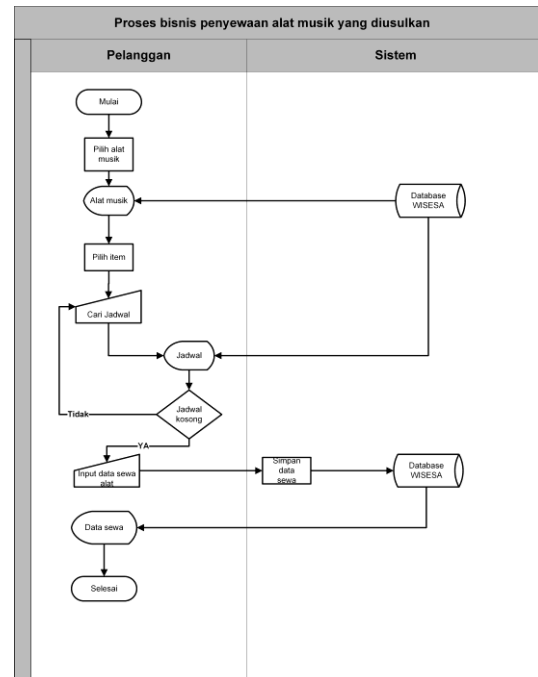 Proses bisnis penyewaan alat musik yang diusulkan
Pelanggan
Sistem
Mulai
Pilih alat
musik
Alat musik
Database
WISESA
Pilih item
Cari Jadwal
Jadwal
Jadwal
kosong
Tidak
YA
Input data sewa
alat
Simpan
data
sewa
Database
WISESA
Data sewa
Selesai